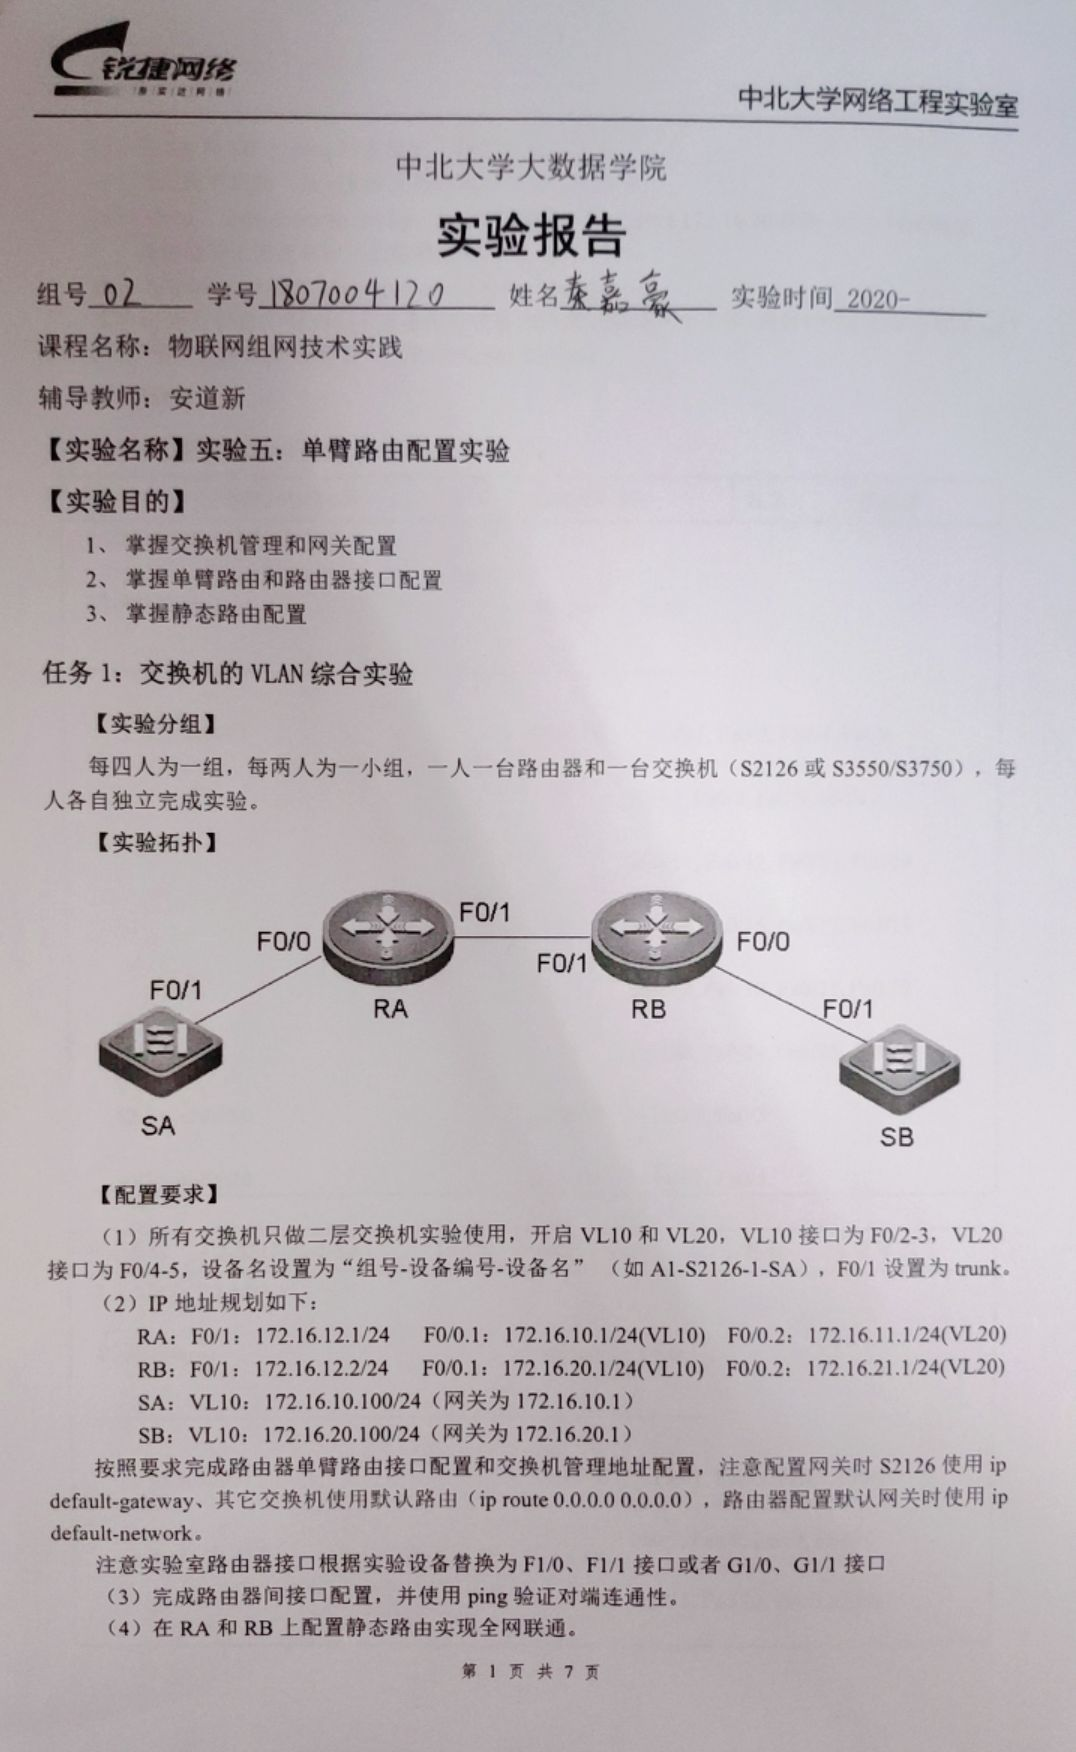 锐捷网络
中北大学网络工程实验室
中北大学大数据学院
实验报告
组号 02 学号 1807004120 姓名 秦嘉豪 实验时间 2020-
课程名称：物联网组网技术实践
辅导教师：安道新
【实验名称】实验五：单臂路由配置实验
【实验目的】
1、 掌握交换机管理和网关配置
2、 掌握单臂路由和路由器接口配置
3、 掌握静态路由配置
任务 1：交换机的 VLAN 综合实验
【实验分组】
每四人为一组，每两人为一小组，一人一台路由器和一台交换机（S2126 或 S3550/S3750），每
人各自独立完成实验。
【实验拓扑】
F0/1
F0/0
F0/0
F0/1
F0/1
F0/1
RA
RB
SA
SB
【配置要求】
（1）所有交换机只做二层交换机实验使用，开启 VL10 和 VL20，VL10 接口为 F0/2-3，VL20
接口为 F0/4-5，设备名设置为“组号-设备编号-设备名” （如 A1-S2126-1-SA），F0/1 设置为 trunk。
（2）IP 地址规划如下：
RA：F0/1：172.16.12.1/24 F0/0.1：172.16.10.1/24(VL10) F0/0.2：172.16.11.1/24(VL20)
RB：F0/1：172.16.12.2/24 F0/0.1：172.16.20.1/24(VL10) F0/0.2：172.16.21.1/24(VL20)
SA：VL10：172.16.10.100/24（网关为 172.16.10.1）
SB：VL10：172.16.20.100/24（网关为 172.16.20.1）
按照要求完成路由器单臂路由接口配置和交换机管理地址配置，注意配置网关时 S2126 使用 ip
default-gateway、其它交换机使用默认路由（ip route 0.0.0.0 0.0.0.0），路由器配置默认网关时使用 ip
default-network。
注意实验室路由器接口根据实验设备替换为 F1/0、F1/1 接口或者 G1/0、G1/1 接口
（3）完成路由器间接口配置，并使用 ping 验证对端连通性。
（4）在 RA 和 RB 上配置静态路由实现全网联通。
第 1 页 共 7 页